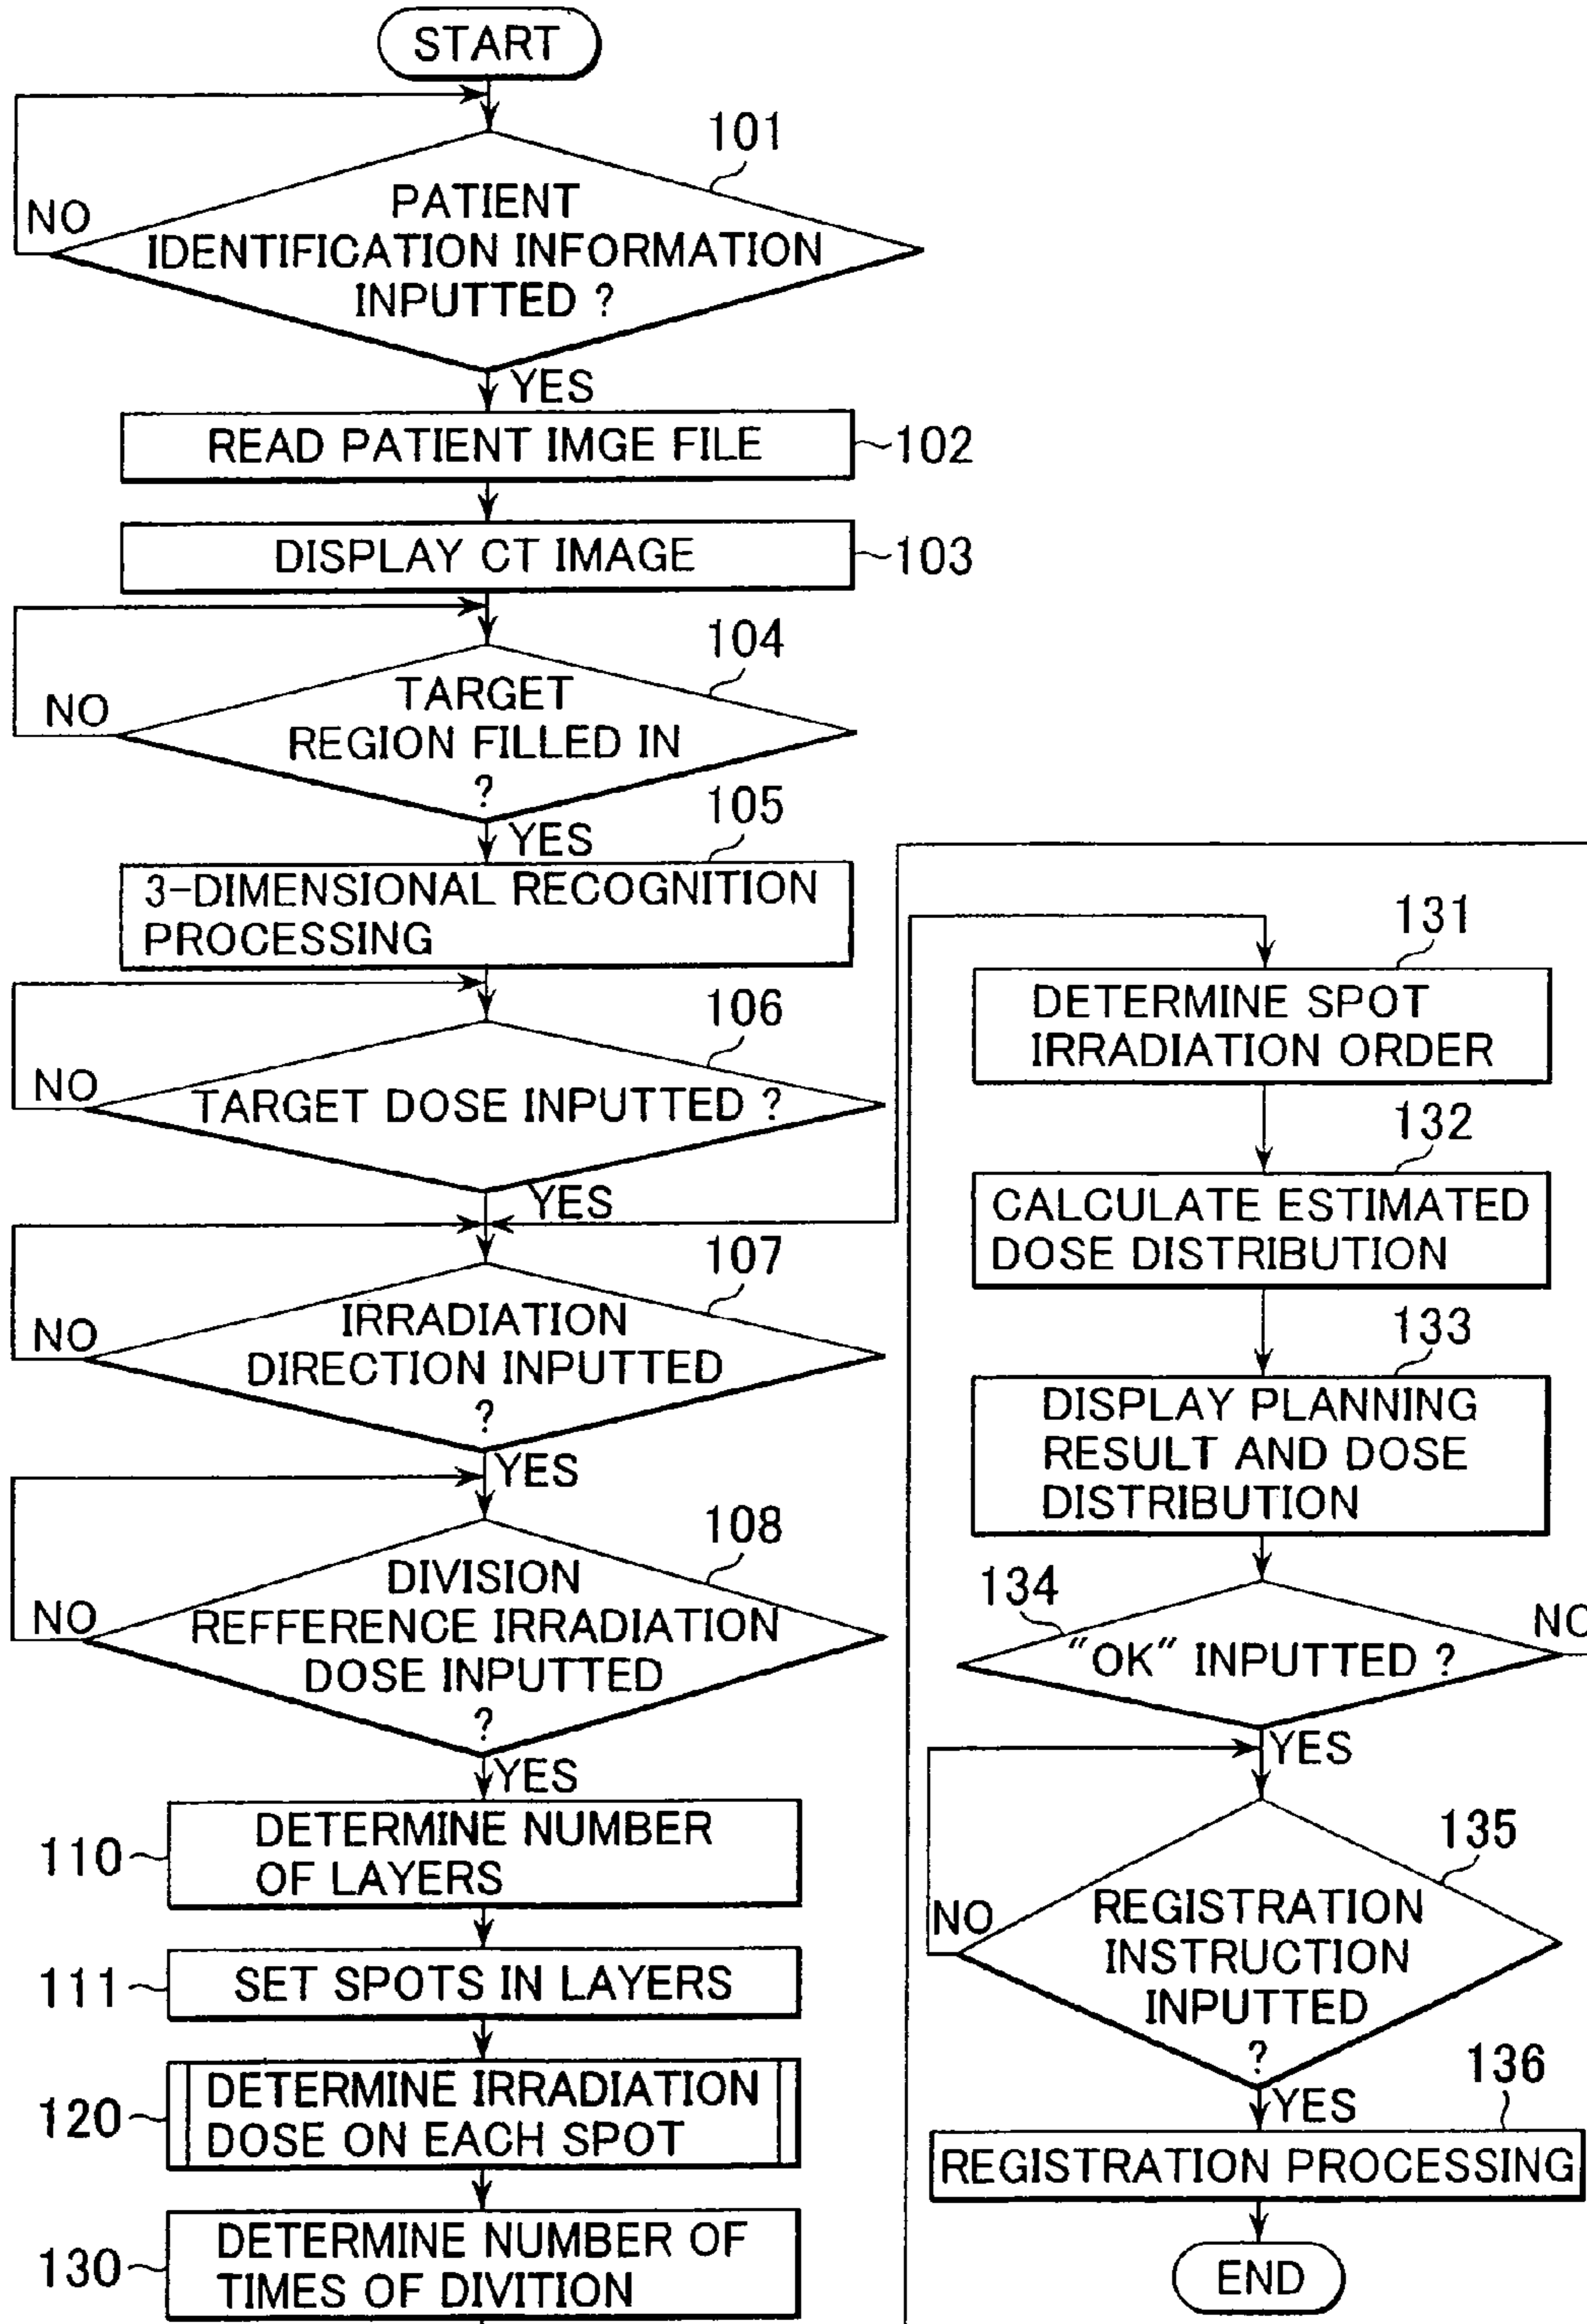 START
101
PATIENT
IDENTIFICATION INFORMATION
INPUTTED ?
NO
YES
READ PATIENT IMGE FILE
102
DISPLAY CT IMAGE
103
104
TARGET
REGION FILLED IN
?
NO
YES
105
3-DIMENSIONAL RECOGNITION
PROCESSING
106
TARGET DOSE INPUTTED ?
NO
YES
107
IRRADIATION
DIRECTION INPUTTED
?
NO
YES
108
DIVISION
REFFERENCE IRRADIATION
DOSE INPUTTED
?
NO
YES
110
DETERMINE NUMBER
OF LAYERS
111
SET SPOTS IN LAYERS
120
DETERMINE IRRADIATION
DOSE ON EACH SPOT
130
DETERMINE NUMBER OF
TIMES OF DIVITION
131
DETERMINE SPOT
IRRADIATION ORDER
132
CALCULATE ESTIMATED
DOSE DISTRIBUTION
133
DISPLAY PLANNING
RESULT AND DOSE
DISTRIBUTION
134
"OK" INPUTTED ?
NO
YES
135
REGISTRATION
INSTRUCTION
INPUTTED
?
NO
YES
136
REGISTRATION PROCESSING
END